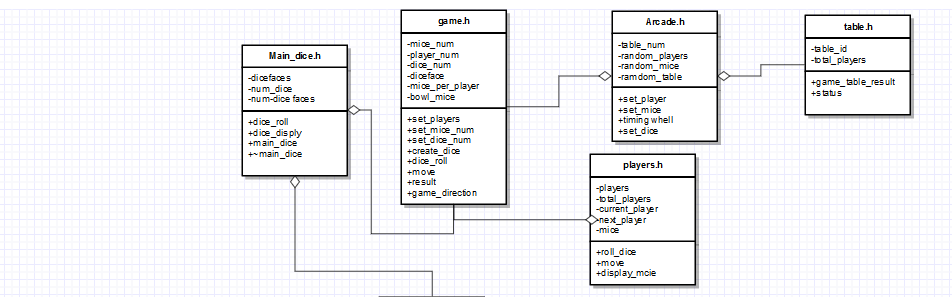 Main_dice.h
-dicefaces
-num_dice
-num-dice faces
+dice_roll
+dice_disply
+main_dice
+~main_dice
game.h
-mice_num
-player_num
-dice_num
-diceface
-mice_per_player
-bowl_mice
+set_players
+set_mice_num
+set_dice_num
+create_dice
+dice_roll
+move
+result
+game_direction
Arcade.h
-table_num
-random_players
-random_mice
-ramdom_table
+set_player
+set_mice
+timing whell
+set_dice
table.h
-table_id
-total_players
+game_table_result
+status
players.h
-players
-total_players
-current_player
-next_player
-mice
+roll_dice
+move
+display_mcie